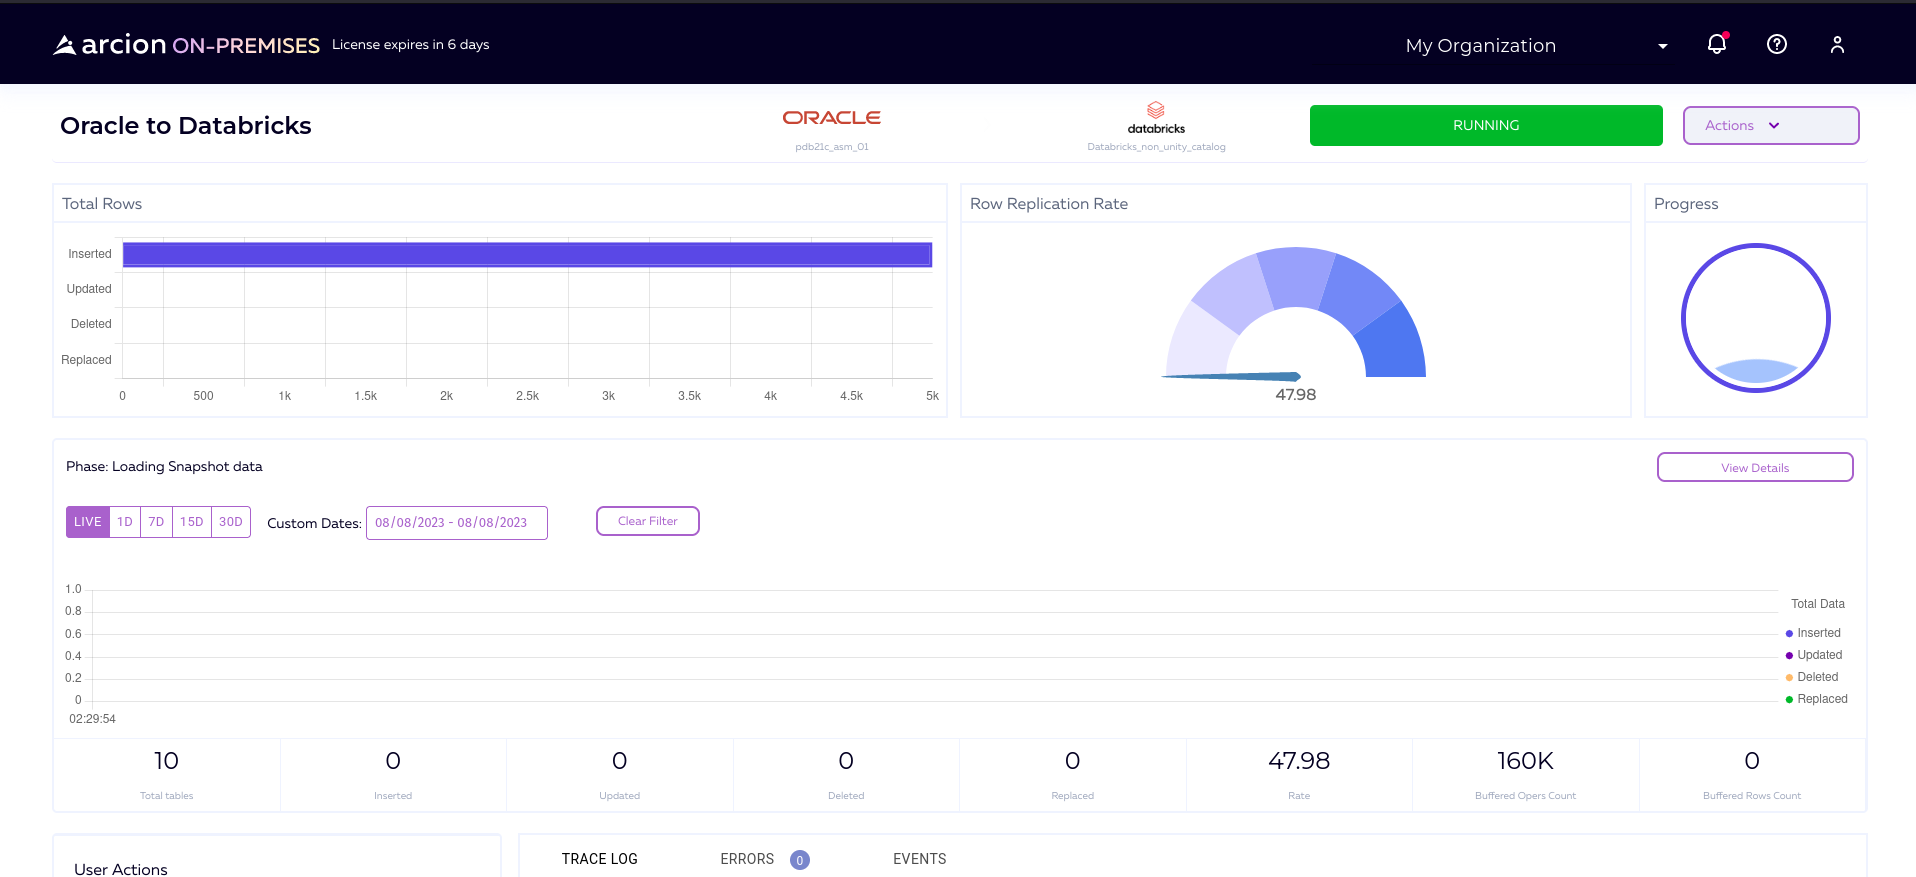 arcion ON-PREMISES License expires in 6 days My Organization
Oracle to Databricks
ORACLE
pdb21c_asm_01
databricks
Databricks_non_unity_catalog
RUNNING
Actions
Total Rows
Inserted
Updated
Deleted
Replaced
0 500 1k 1.5k 2k 2.5k 3k 3.5k 4k 4.5k 5k
Row Replication Rate
47.98
Progress
Phase: Loading Snapshot data
View Details
LIVE 1D 7D 15D 30D Custom Dates: 08/08/2023 - 08/08/2023 Clear Filter
1.0
0.8
0.6
0.4
0.2
0
02:29:54
Total Data
Inserted
Updated
Deleted
Replaced
10 0 0 0 0 47.98 160K 0
Total tables Inserted Updated Deleted Replaced Rate Buffered Opers Count Buffered Rows Count
User Actions
TRACE LOG ERRORS 0 EVENTS